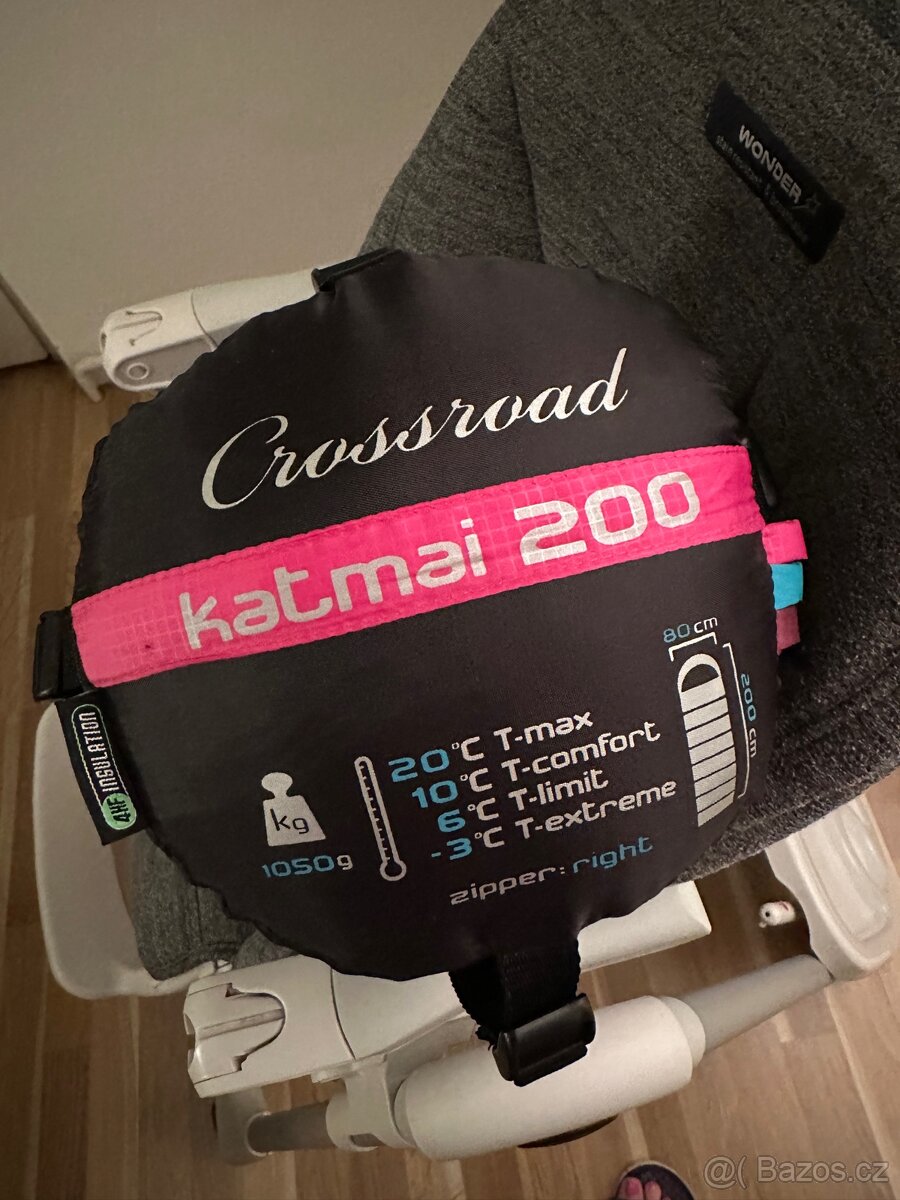 WONDER
Crossroad
katmai 200
80 cm
200 cm
20°C T-max
10°C T-comfort
6°C T-limit
-3°C T-extreme
kg
1050g
zipper: right
4HF INSULATION
@( Bazos.cz